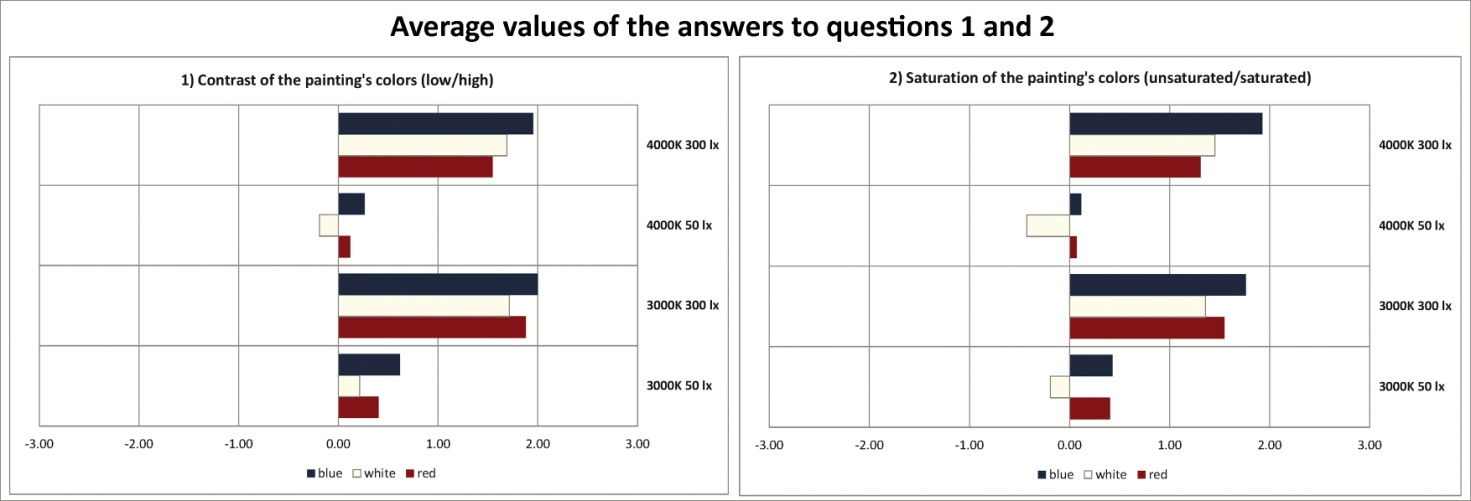 Average values of the answers to questions 1 and 2
1) Contrast of the painting's colors (low/high)
4000K 300 lx
4000K 50 lx
3000K 300 lx
3000K 50 lx
-3.00 -2.00 -1.00 0.00 1.00 2.00 3.00
blue white red
2) Saturation of the painting's colors (unsaturated/saturated)
4000K 300 lx
4000K 50 lx
3000K 300 lx
3000K 50 lx
-3.00 -2.00 -1.00 0.00 1.00 2.00 3.00
blue white red